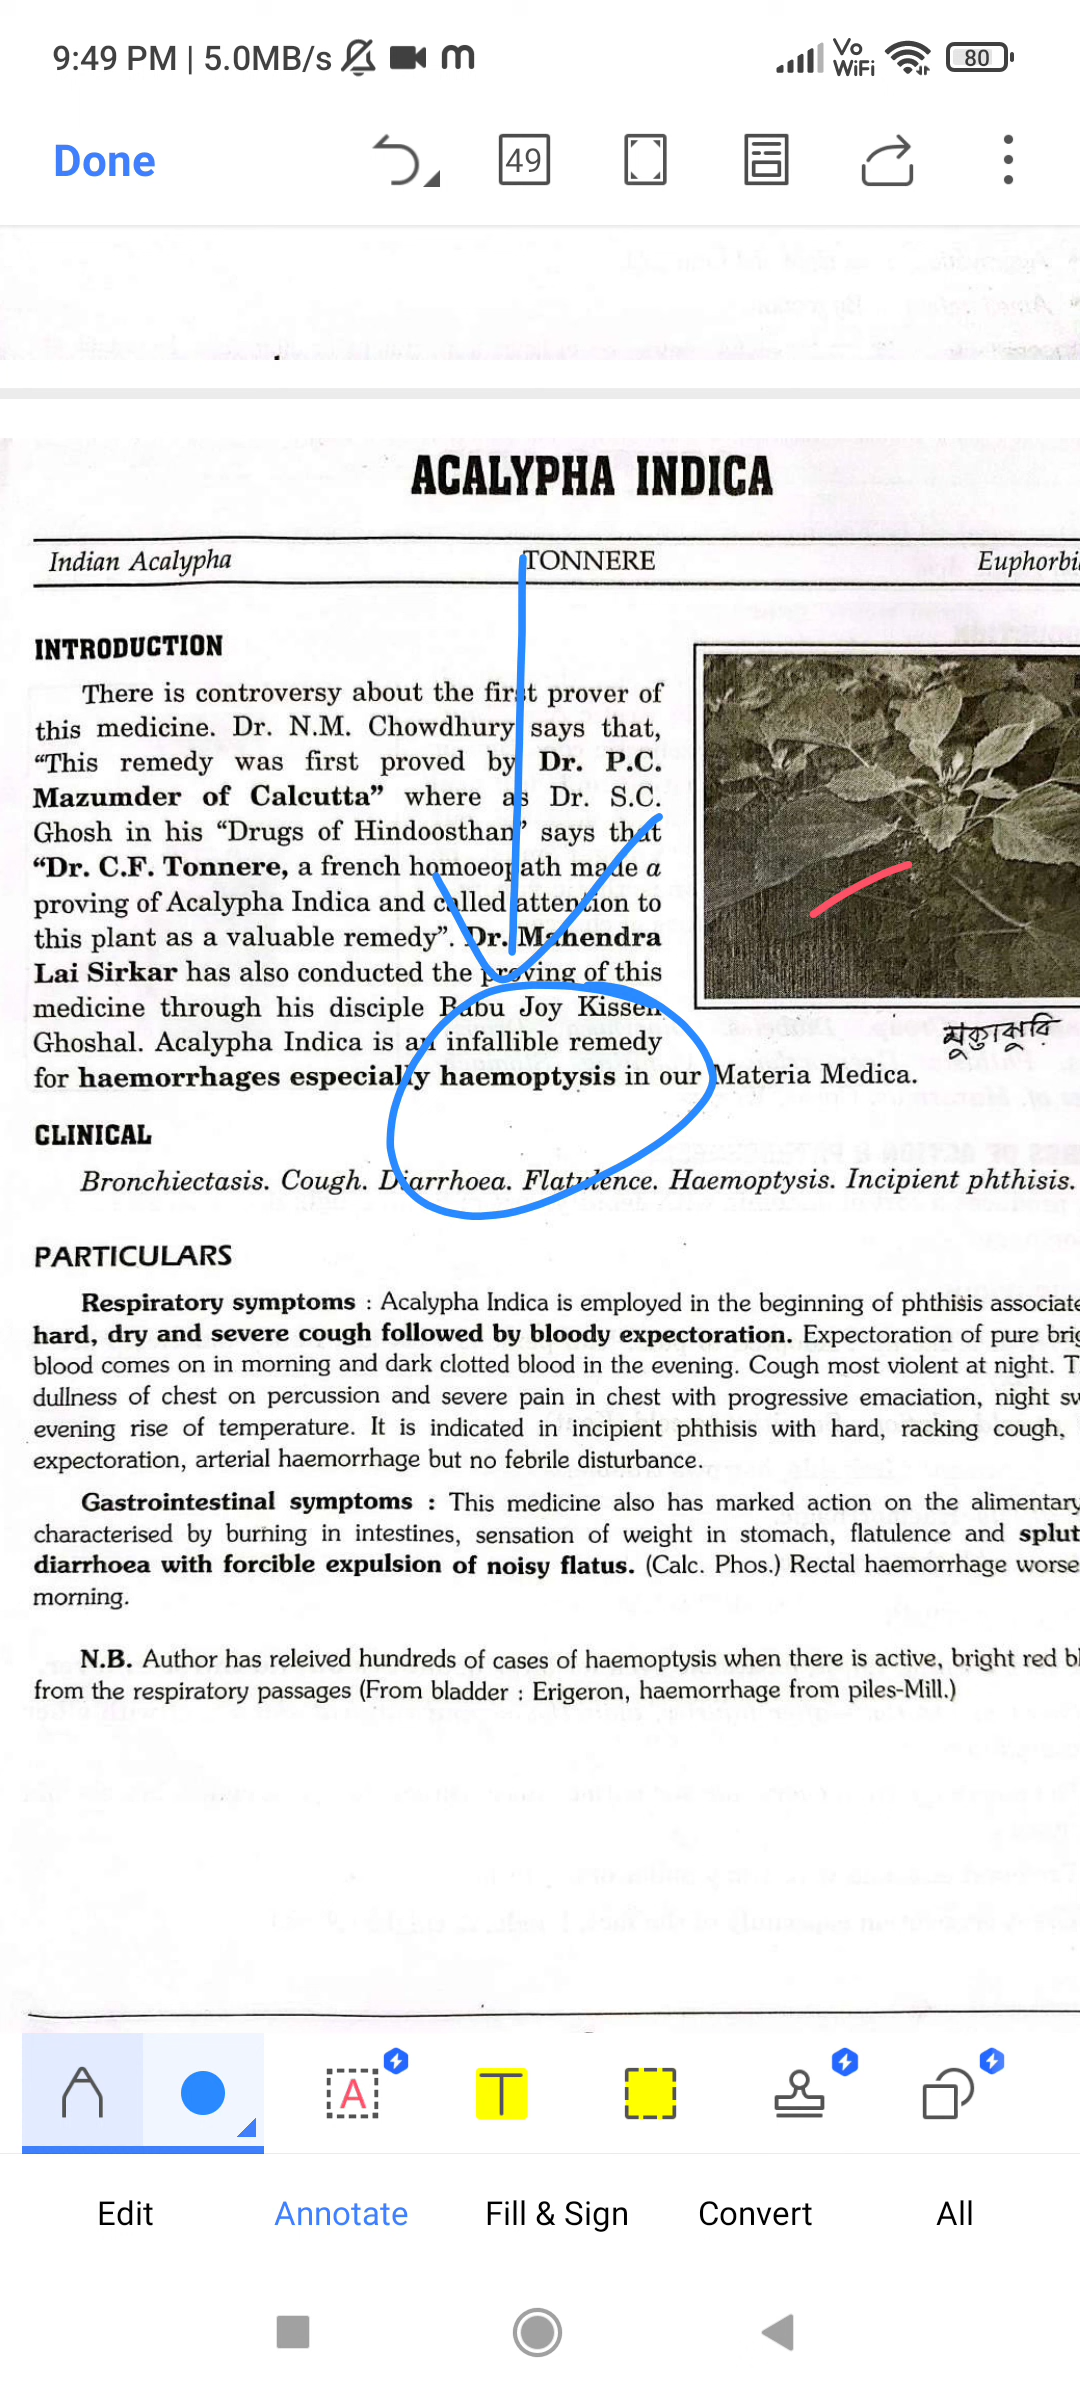 9:49 PM | 5.0MB/s m Vo WiFi 80
Done 49
ACALYPHA INDICA
Indian Acalypha TONNERE Euphorbi
INTRODUCTION
There is controversy about the first prover of
this medicine. Dr. N.M. Chowdhury says that,
“This remedy was first proved by Dr. P.C.
Mazumder of Calcutta” where as Dr. S.C.
Ghosh in his “Drugs of Hindoosthan” says that
“Dr. C.F. Tonnere, a french homoeopath made a
proving of Acalypha Indica and called attention to
this plant as a valuable remedy”. Dr. Mahendra
Lai Sirkar has also conducted the proving of this
medicine through his disciple Babu Joy Kissen
Ghoshal. Acalypha Indica is an infallible remedy
for haemorrhages especially haemoptysis in our Materia Medica.
মুক্তাঝুরি
CLINICAL
Bronchiectasis. Cough. Diarrhoea. Flatulence. Haemoptysis. Incipient phthisis.
PARTICULARS
Respiratory symptoms : Acalypha Indica is employed in the beginning of phthisis associate
hard, dry and severe cough followed by bloody expectoration. Expectoration of pure brig
blood comes on in morning and dark clotted blood in the evening. Cough most violent at night. T
dullness of chest on percussion and severe pain in chest with progressive emaciation, night sw
evening rise of temperature. It is indicated in incipient phthisis with hard, racking cough,
expectoration, arterial haemorrhage but no febrile disturbance.
Gastrointestinal symptoms : This medicine also has marked action on the alimentary
characterised by burning in intestines, sensation of weight in stomach, flatulence and splut
diarrhoea with forcible expulsion of noisy flatus. (Calc. Phos.) Rectal haemorrhage worse
morning.
N.B. Author has releived hundreds of cases of haemoptysis when there is active, bright red bl
from the respiratory passages (From bladder : Erigeron, haemorrhage from piles-Mill.)
A T
Edit Annotate Fill & Sign Convert All